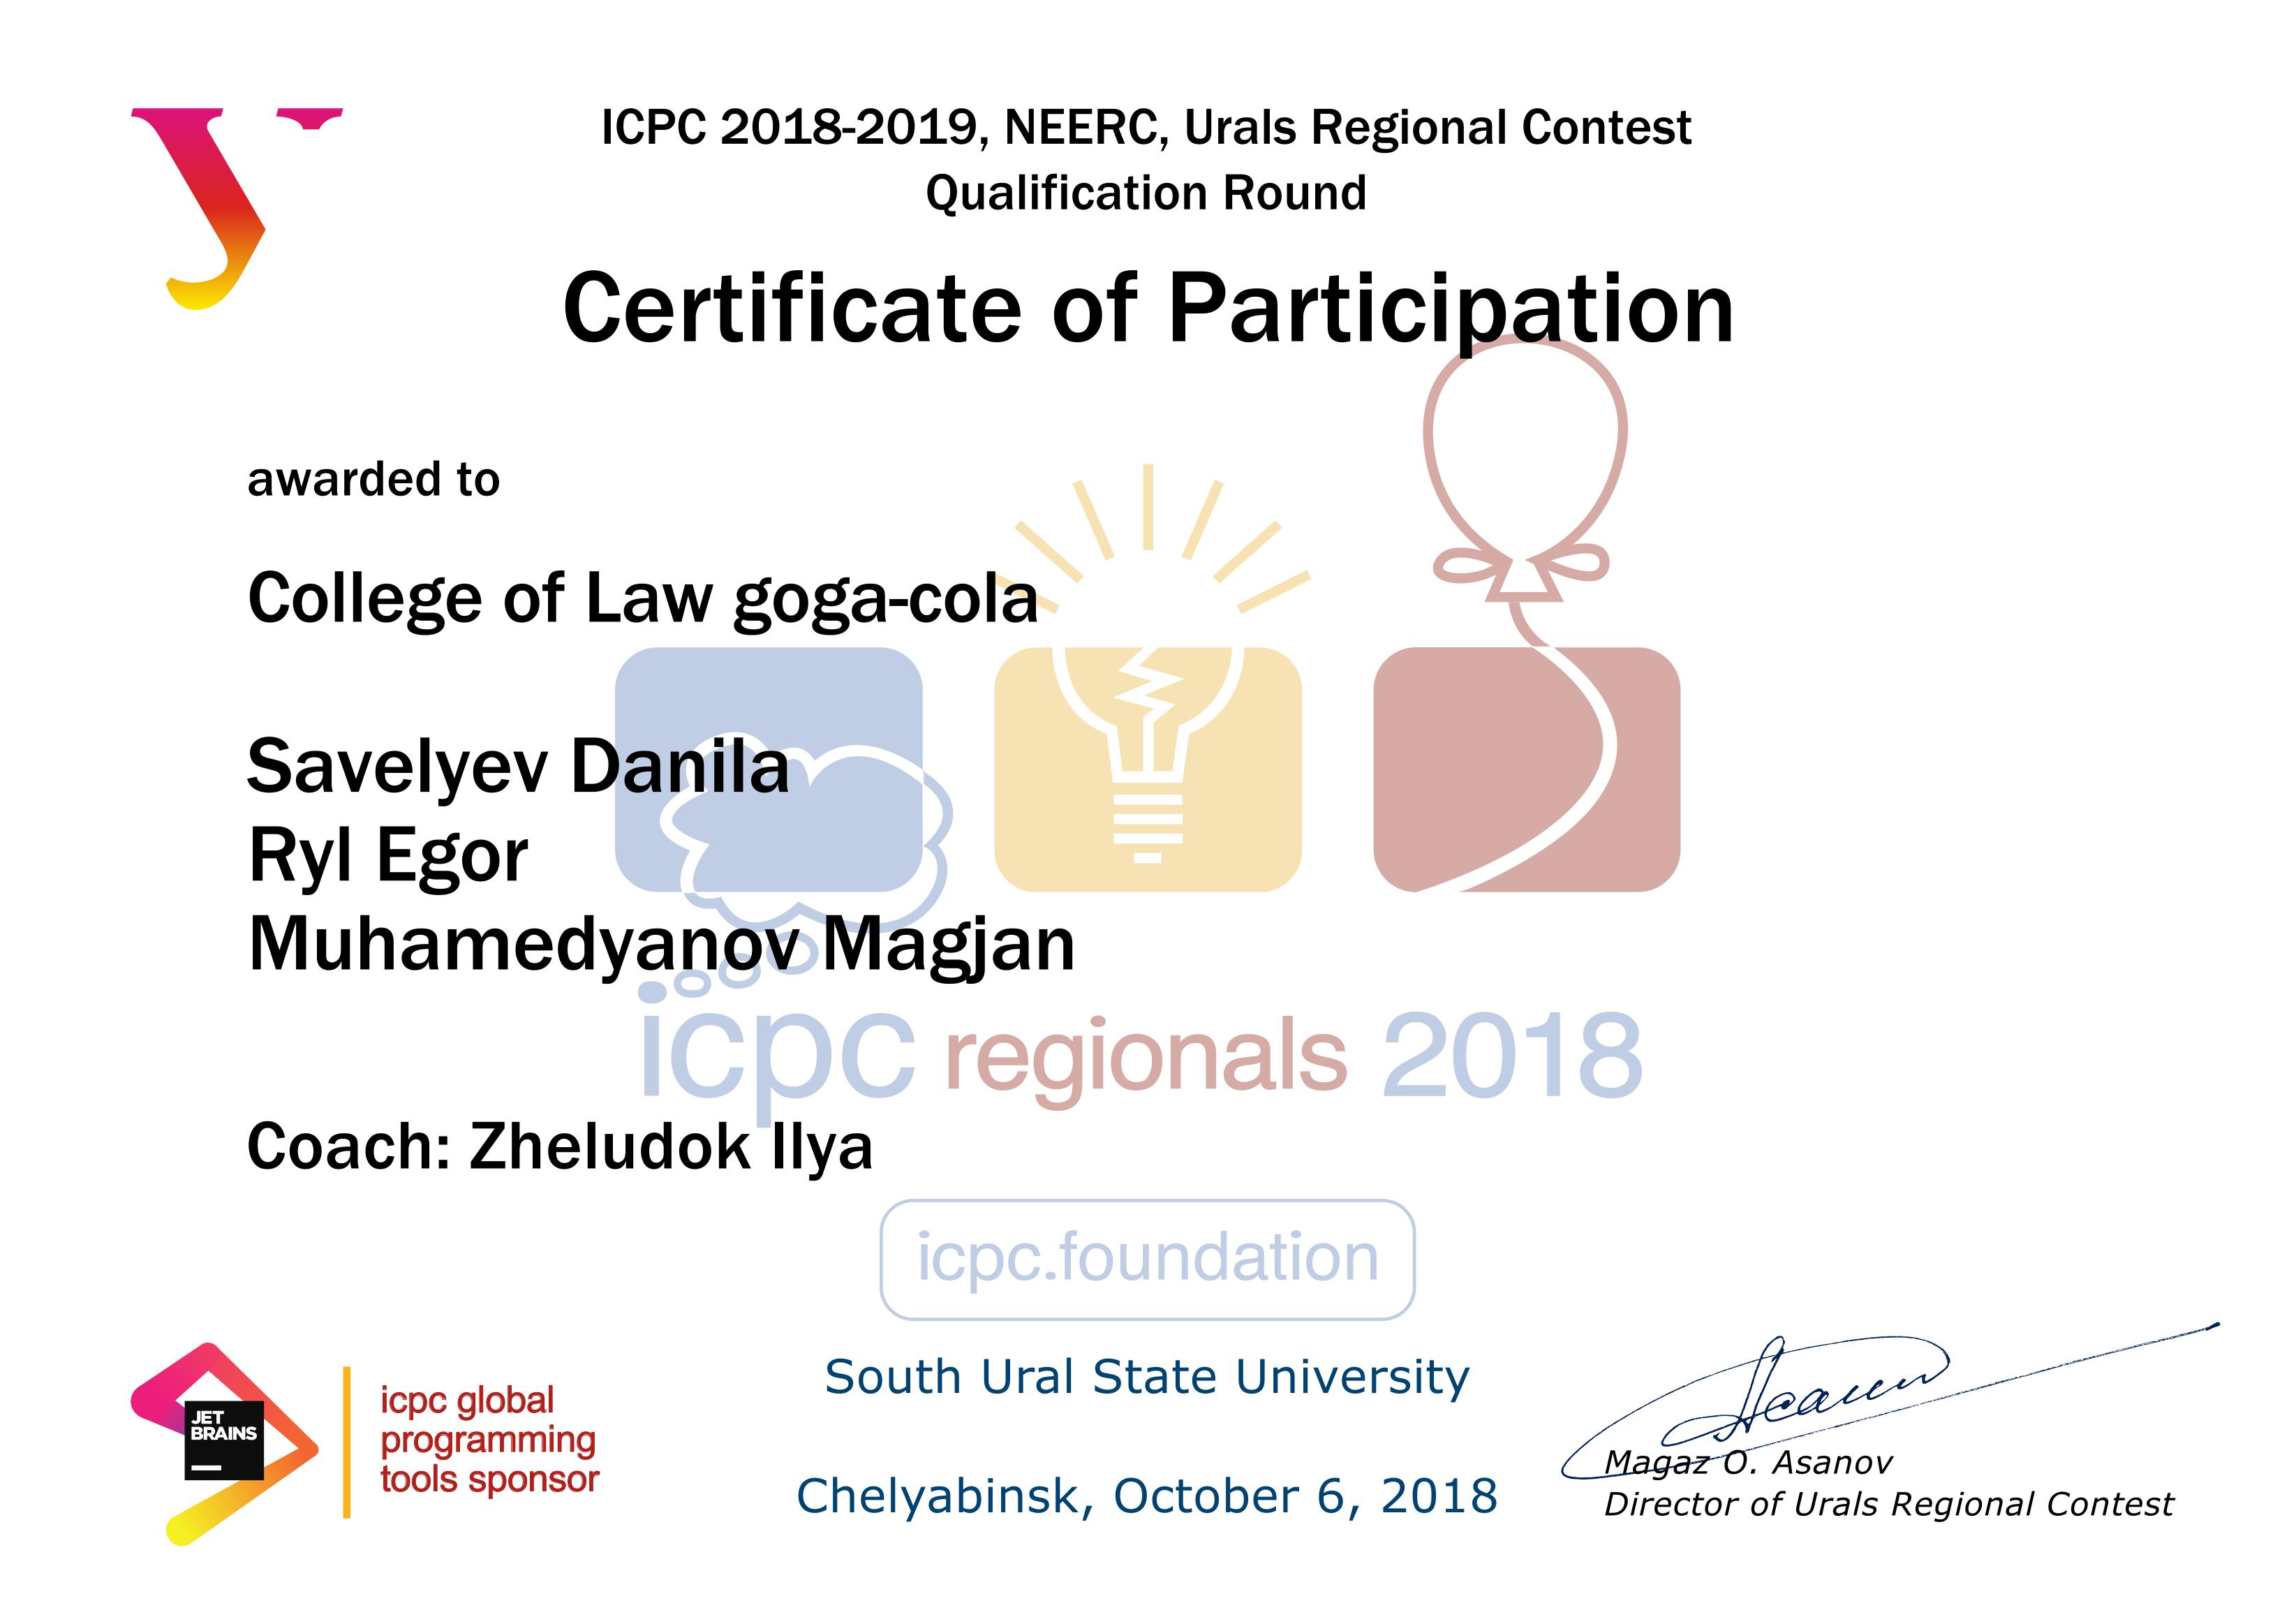 ICPC 2018-2019, NEERC, Urals Regional Contest
Qualification Round
Certificate of Participation
awarded to
College of Law goga-cola
Savelyev Danila
Ryl Egor
Muhamedyanov Magjan
icpc regionals 2018
Coach: Zheludok Ilya
icpc.foundation
JET
BRAINS
icpc global
programming
tools sponsor
South Ural State University
Chelyabinsk, October 6, 2018
Magaz O. Asanov
Director of Urals Regional Contest